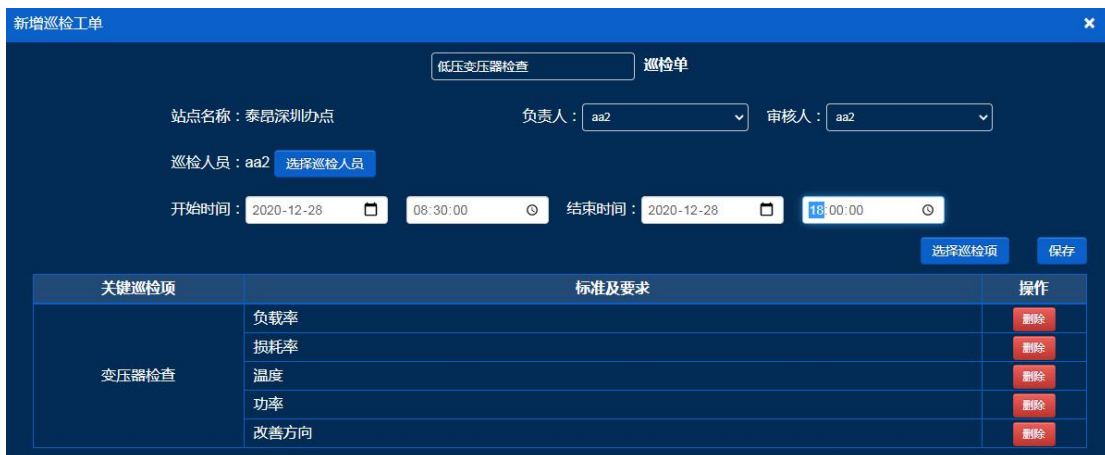 新增巡检工单 ×
低压变压器检查 巡检单
站点名称：泰昂深圳办点 负责人： aa2 审核人： aa2
巡检人员：aa2 选择巡检人员
开始时间： 2020-12-28 08:30:00 结束时间： 2020-12-28 18:00:00
选择巡检项 保存
关键巡检项 标准及要求 操作
负载率 删除
损耗率 删除
变压器检查 温度 删除
功率 删除
改善方向 删除